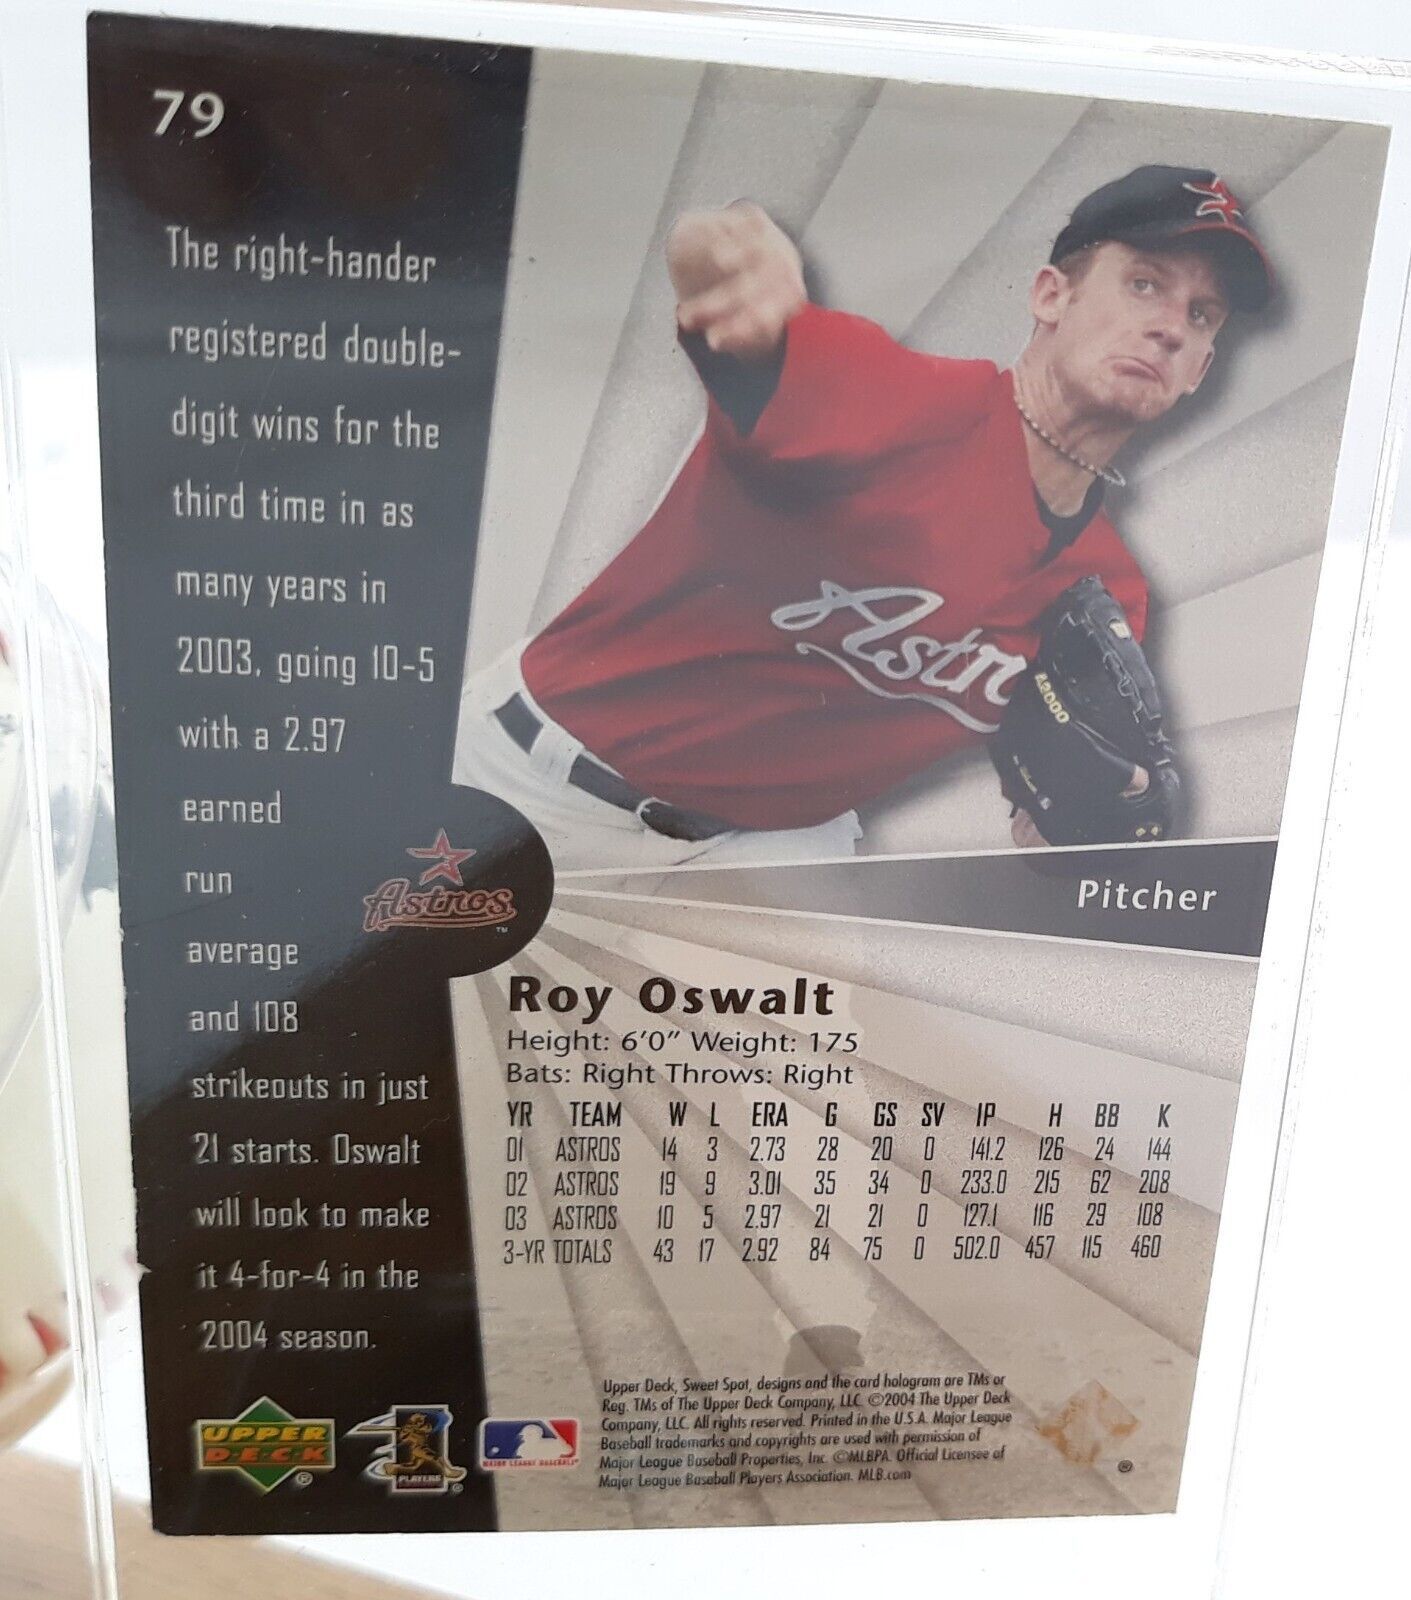 79
The right-hander
registered double-
digit wins for the
third time in as
many years in
2003, going 10-5
with a 2.97
earned
run
average
and 108
strikeouts in just
21 starts. Oswalt
will look to make
it 4-for-4 in the
2004 season.
Astros
A2000
Astros
TM
Pitcher
Roy Oswalt
Height: 6'0" Weight: 175
Bats: Right Throws: Right
YR TEAM W L ERA G GS SV IP H BB K
01 ASTROS 14 3 2.73 28 20 0 141.2 126 24 144
02 ASTROS 19 9 3.01 35 34 0 233.0 215 62 208
03 ASTROS 10 5 2.97 21 21 0 127.1 116 29 108
3-YR TOTALS 43 17 2.92 84 75 0 502.0 457 115 460
Upper Deck, Sweet Spot, designs and the card hologram are TMs or
Reg. TMs of The Upper Deck Company, LLC. ©2004 The Upper Deck
Company, LLC. All rights reserved. Printed in the U.S.A. Major League
Baseball trademarks and copyrights are used with permission of
Major League Baseball Properties, Inc. ©MLBPA. Official Licensee of
Major League Baseball Players Association. MLB.com
UPPER
DECK
®
PLAYERS
®
MAJOR LEAGUE BASEBALL®
®